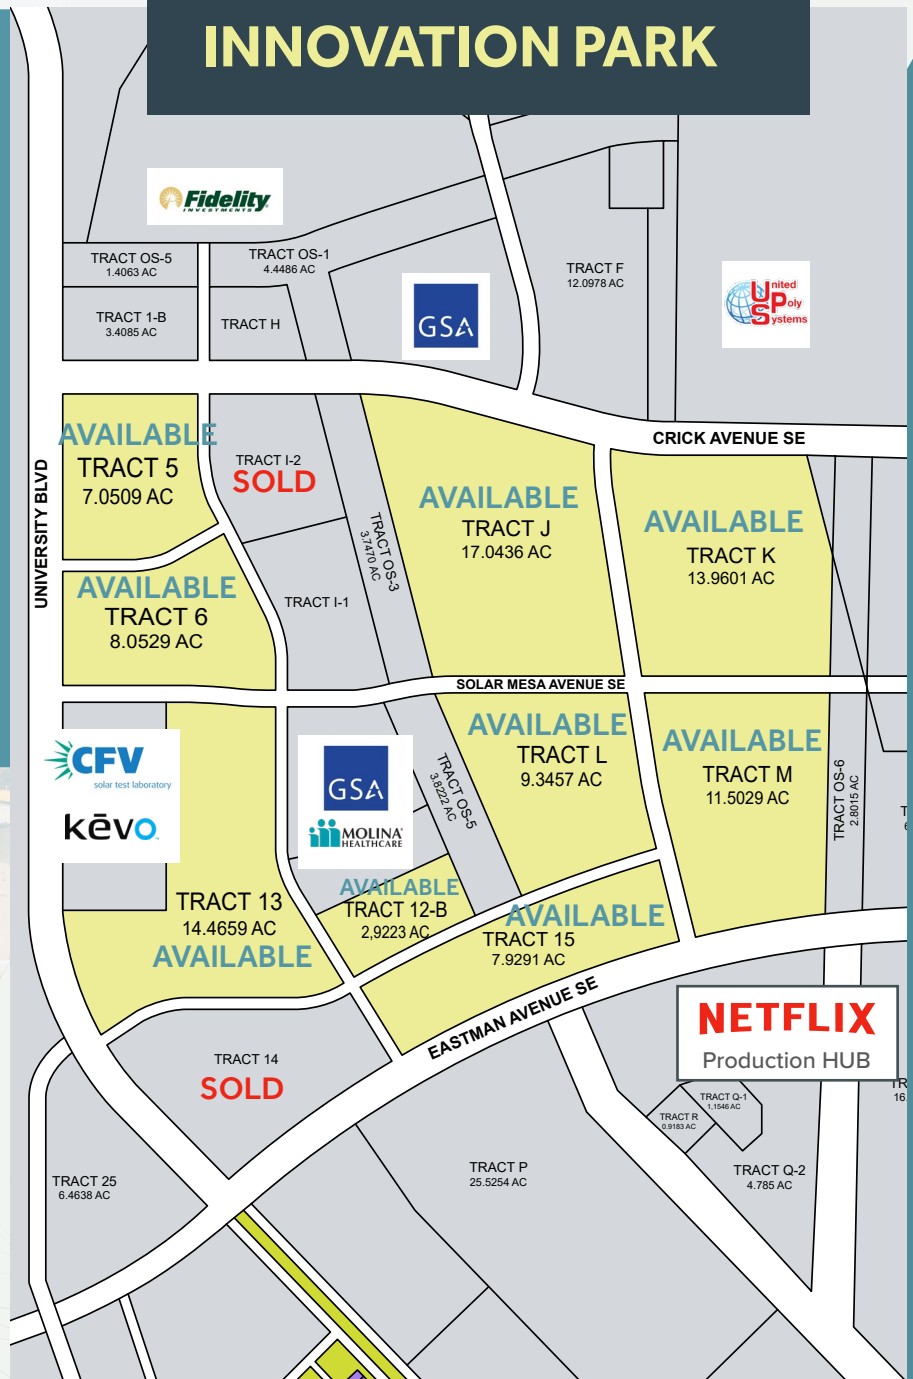 INNOVATION PARK
Fidelity
INVESTMENTS
TRACT OS-5
1.4063 AC
TRACT OS-1
4.4486 AC
TRACT F
12.0978 AC
United
Poly
Systems
GSA
TRACT 1-B
3.4085 AC
TRACT H
CRICK AVENUE SE
UNIVERSITY BLVD
AVAILABLE
TRACT 5
7.0509 AC
TRACT I-2
SOLD
TRACT OS-3
3.7470 AC
AVAILABLE
TRACT J
17.0436 AC
AVAILABLE
TRACT K
13.9601 AC
AVAILABLE
TRACT 6
8.0529 AC
TRACT I-1
SOLAR MESA AVENUE SE
CFV
solar test laboratory
kēvo
GSA
MOLINA
HEALTHCARE
TRACT OS-5
3.8222 AC
AVAILABLE
TRACT L
9.3457 AC
AVAILABLE
TRACT M
11.5029 AC
TRACT OS-6
2.8015 AC
TRACT 13
14.4659 AC
AVAILABLE
AVAILABLE
TRACT 12-B
2,9223 AC
AVAILABLE
TRACT 15
7.9291 AC
EASTMAN AVENUE SE
NETFLIX
Production HUB
TRACT 14
SOLD
TRACT Q-1
1,1546 AC
TRACT R
0.9183 AC
TR
16.
TRACT 25
6.4638 AC
TRACT P
25.5254 AC
TRACT Q-2
4.785 AC